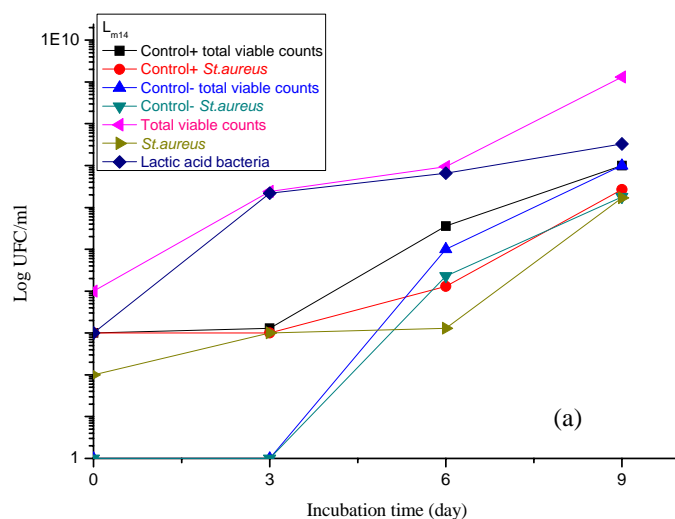 1E10
L m14
Control+ total viable counts
Control+ St.aureus
Control- total viable counts
Control- St.aureus
Total viable counts
St.aureus
Lactic acid bacteria
Log UFC/ml
(a)
1
0 3 6 9
Incubation time (day)